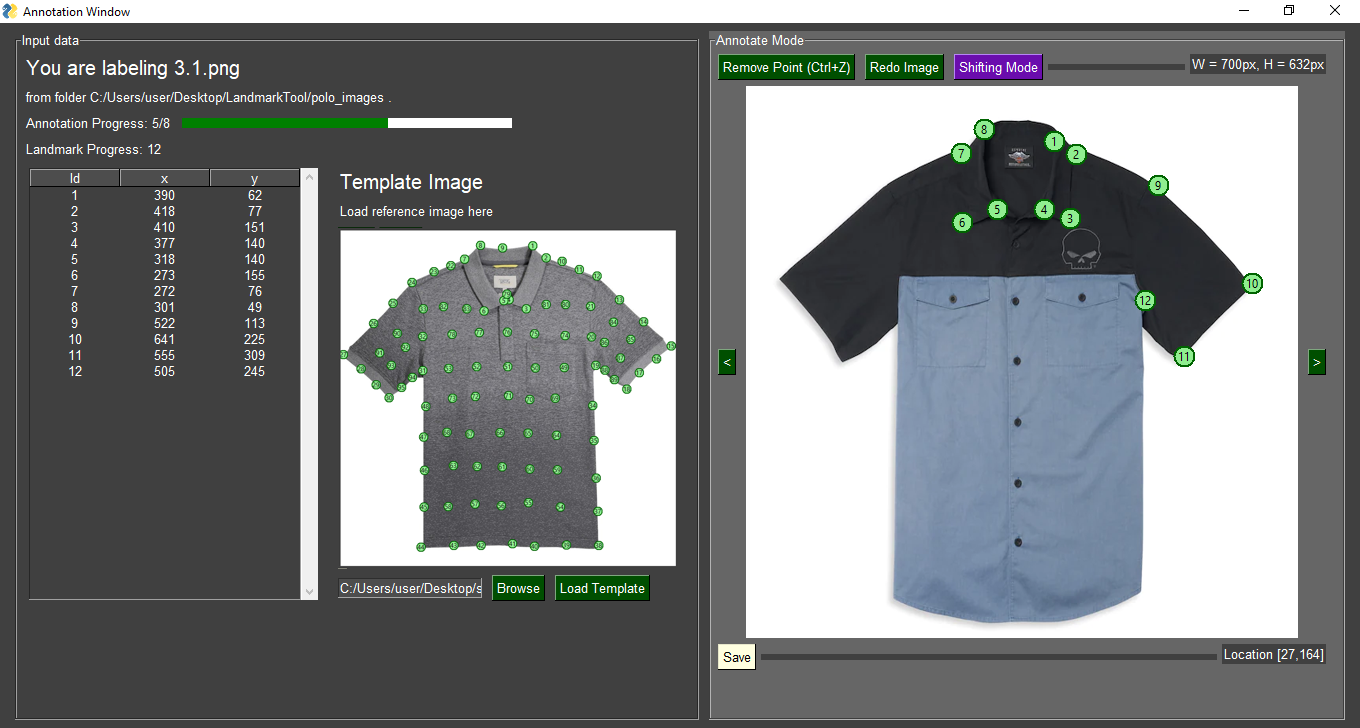 Annotation Window
Input data
You are labeling 3.1.png
from folder C:/Users/user/Desktop/LandmarkTool/polo_images .
Annotation Progress: 5/8
Landmark Progress: 12
Id x y
1 390 62
2 418 77
3 410 151
4 377 140
5 318 140
6 273 155
7 272 76
8 301 49
9 522 113
10 641 225
11 555 309
12 505 245
Template Image
Load reference image here
C:/Users/user/Desktop/s
Browse
Load Template
Annotate Mode
Remove Point (Ctrl+Z)
Redo Image
Shifting Mode
W = 700px, H = 632px
8
1
7
2
9
5
4
6
3
10
12
11
<
>
Save
Location [27,164]